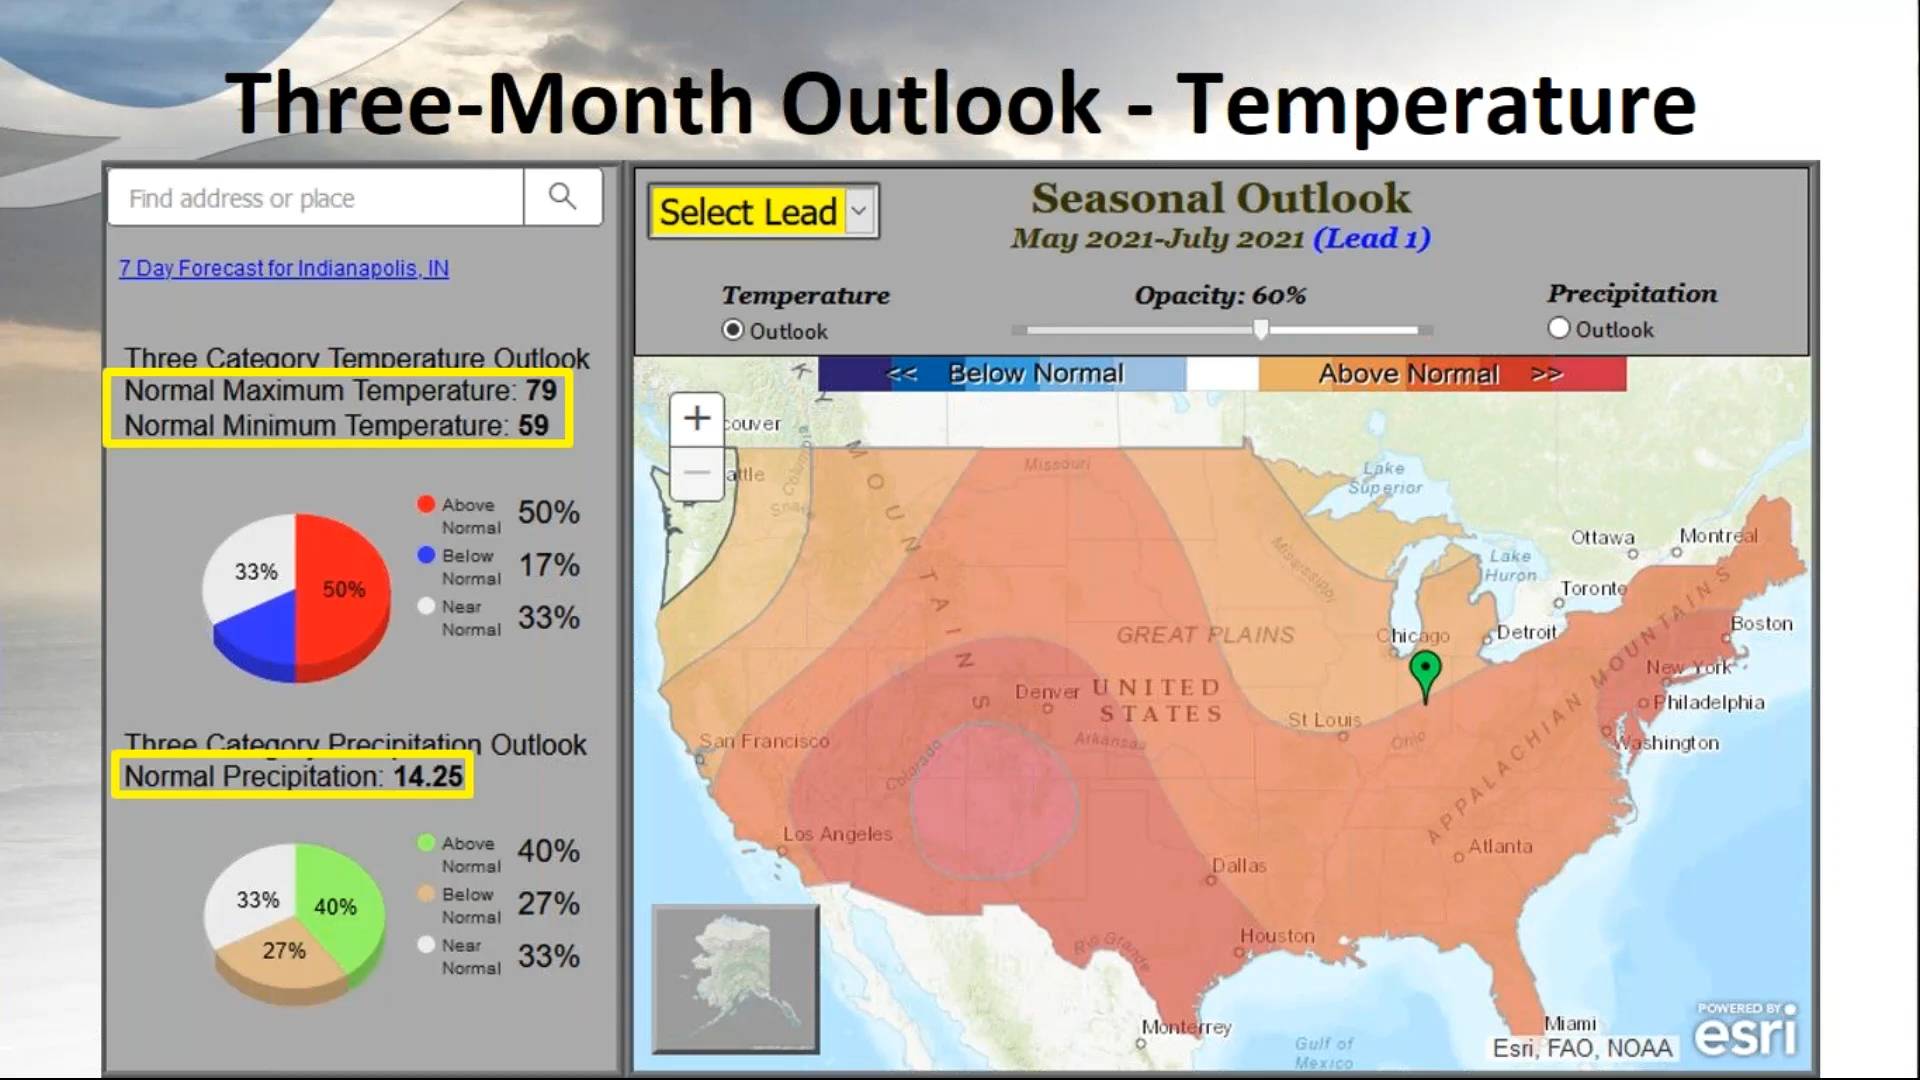 Three-Month Outlook - Temperature
Find address or place
7 Day Forecast for Indianapolis, IN
Three Category Temperature Outlook
Normal Maximum Temperature: 79
Normal Minimum Temperature: 59
Above
Normal
50%
Below
Normal
17%
Near
Normal
33%
33%
50%
Three Category Precipitation Outlook
Normal Precipitation: 14.25
Above
Normal
40%
Below
Normal
27%
Near
Normal
33%
33%
40%
27%
Select Lead
Seasonal Outlook
May 2021-July 2021 (Lead 1)
Temperature
Outlook
Opacity: 60%
Precipitation
Outlook
<< Below Normal
Above Normal >>
+
−
couver
attle
Columbi
Snake
MOUNTAINS
Missouri
Mississippi
Lake
Superior
Lake
Huron
Ottawa
Montreal
Toronto
Boston
Detroit
Chicago
New York
Philadelphia
Washington
APPALACHIAN MOUNTAINS
GREAT PLAINS
UNITED
STATES
Denver
St Louis
Ohio
Arkansas
Colorado
San Francisco
Los Angeles
Dallas
Atlanta
Houston
Rio Grande
Monterrey
Gulf of
Mexico
Miami
Esri, FAO, NOAA
POWERED BY
esri